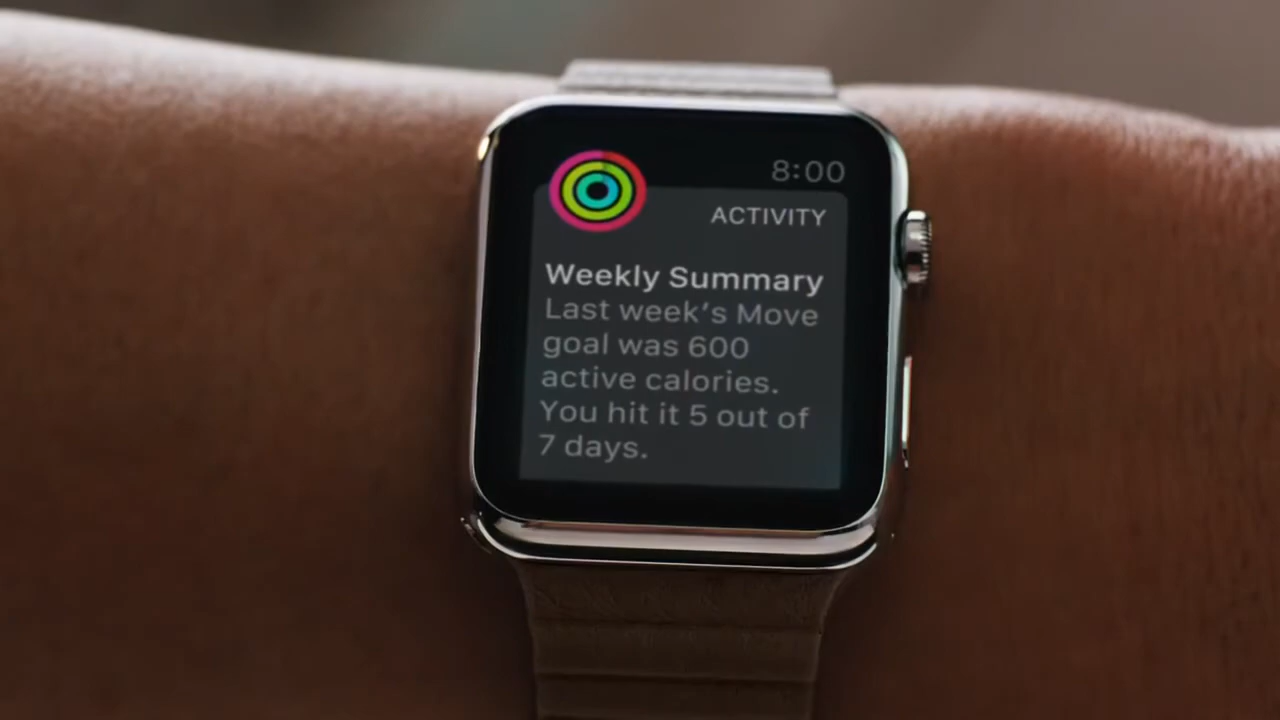 8:00
ACTIVITY
Weekly Summary
Last week's Move
goal was 600
active calories.
You hit it 5 out of
7 days.